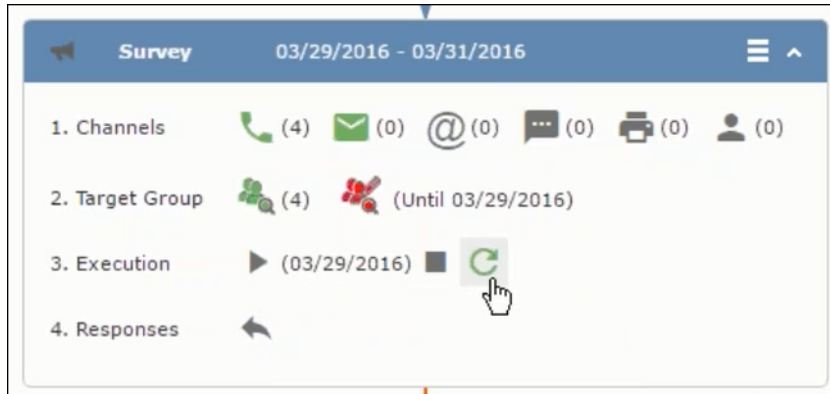 Survey 03/29/2016 - 03/31/2016
1. Channels (4) (0) @ (0) (0) (0) (0)
2. Target Group (4) (Until 03/29/2016)
3. Execution (03/29/2016)
4. Responses